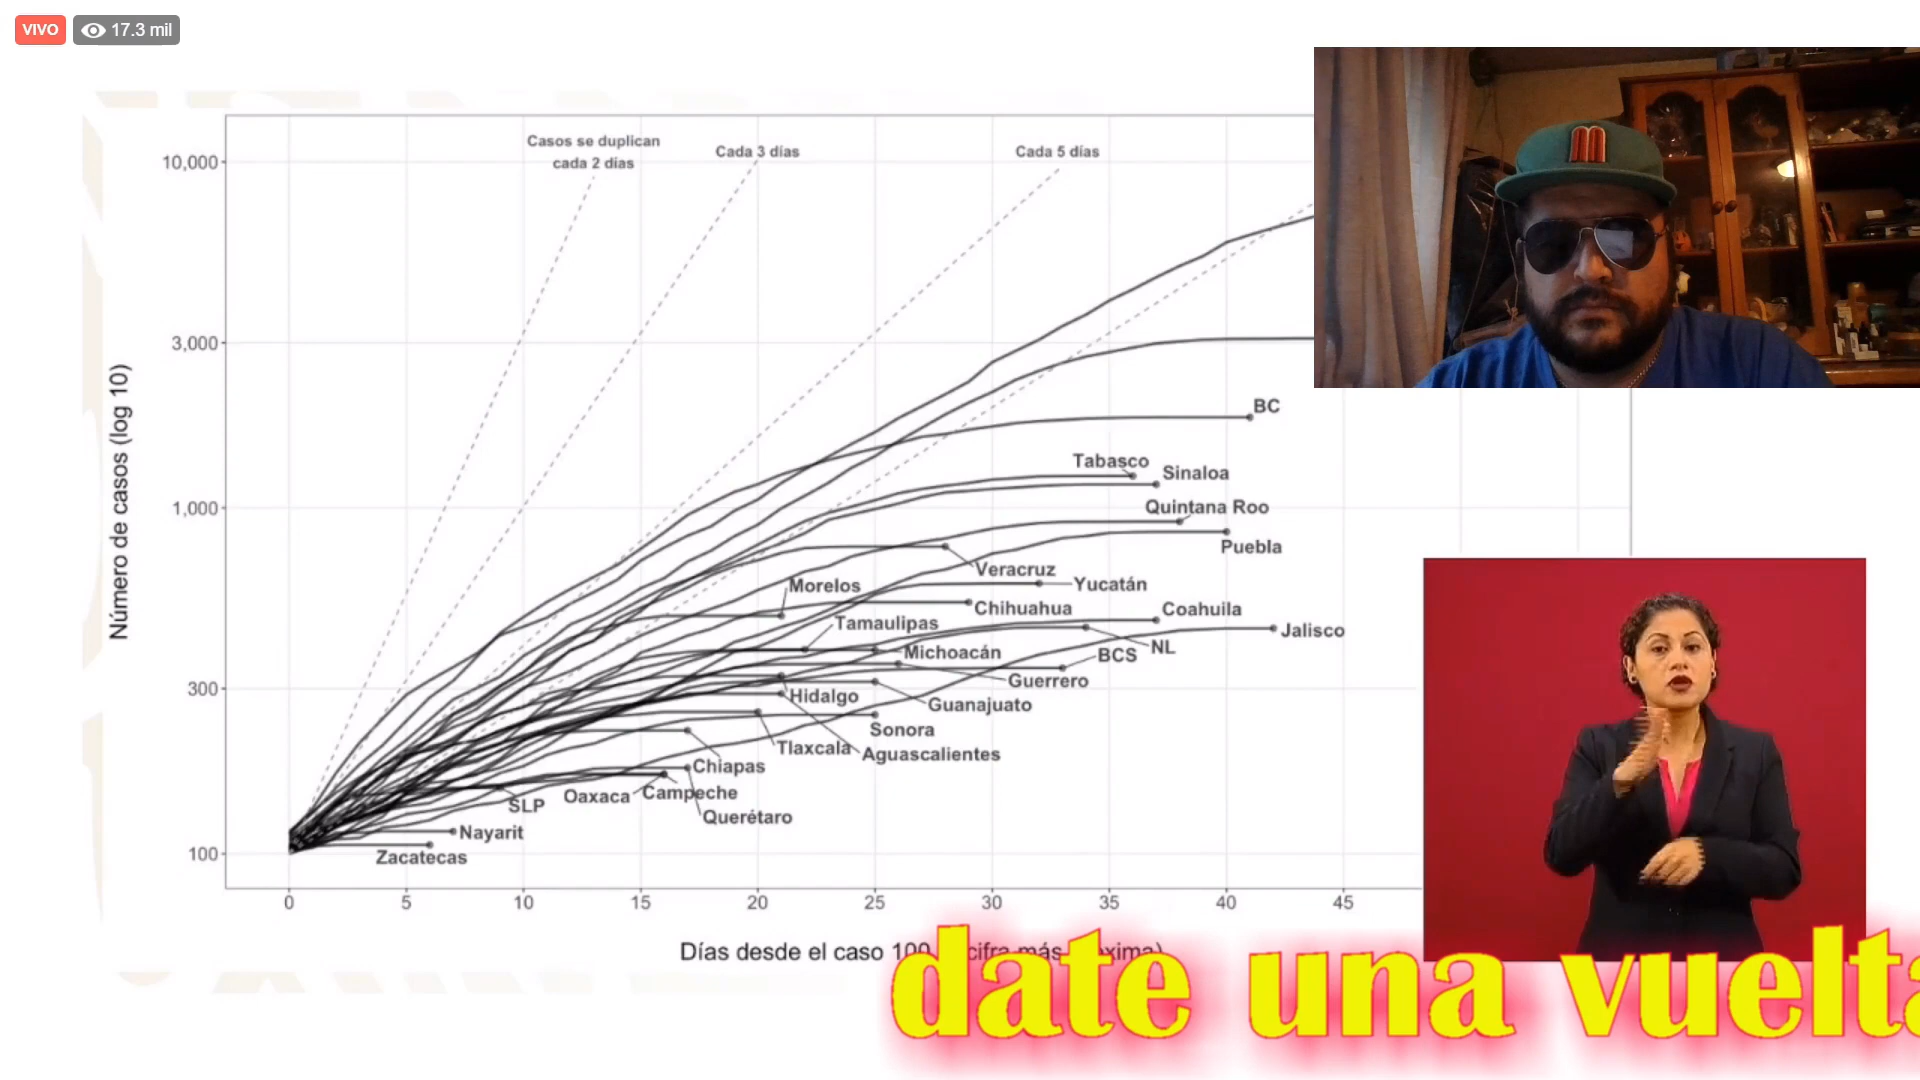 VIVO
17.3 mil
Casos se duplican
cada 2 días
Cada 3 días
Cada 5 días
10,000
3,000
1,000
300
100
Número de casos (log 10)
BC
Tabasco
Sinaloa
Quintana Roo
Puebla
Veracruz
Yucatán
Morelos
Chihuahua
Coahuila
Tamaulipas
Jalisco
NL
Michoacán
BCS
Guerrero
Hidalgo
Guanajuato
Sonora
Tlaxcala
Aguascalientes
Chiapas
Oaxaca
Campeche
SLP
Querétaro
Nayarit
Zacatecas
0 5 10 15 20 25 30 35 40 45
Días desde el caso 100 cifra más
date una vuelta